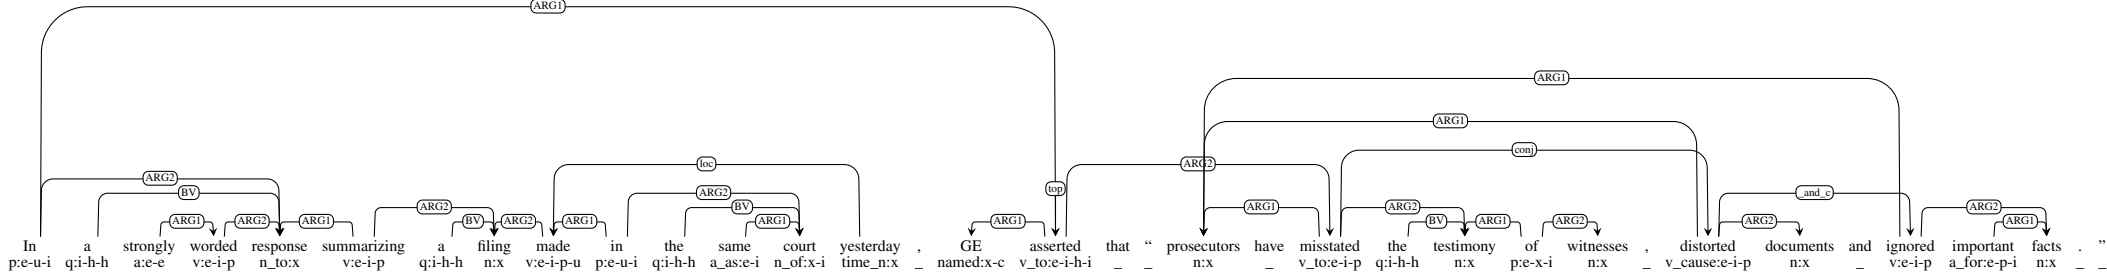 ARG1
ARG1
ARG1
conj
loc ARG2
ARG2 top
BV ARG2 _and_c
ARG2 BV ARG1 ARG2 ARG2
ARG1 ARG2 ARG1 BV ARG2 ARG1 ARG1 ARG1 BV ARG1 ARG2 ARG2 ARG1
In a strongly worded response summarizing a filing made in the same court yesterday , GE asserted that “ prosecutors have misstated the testimony of witnesses , distorted documents and ignored important facts . ”
p:e-u-i q:i-h-h a:e-e v:e-i-p n_to:x v:e-i-p q:i-h-h n:x v:e-i-p-u p:e-u-i q:i-h-h a_as:e-i n_of:x-i time_n:x _ named:x-c v_to:e-i-h-i _ _ n:x _ v_to:e-i-p q:i-h-h n:x p:e-x-i n:x _ v_cause:e-i-p n:x _ v:e-i-p a_for:e-p-i n:x _ _